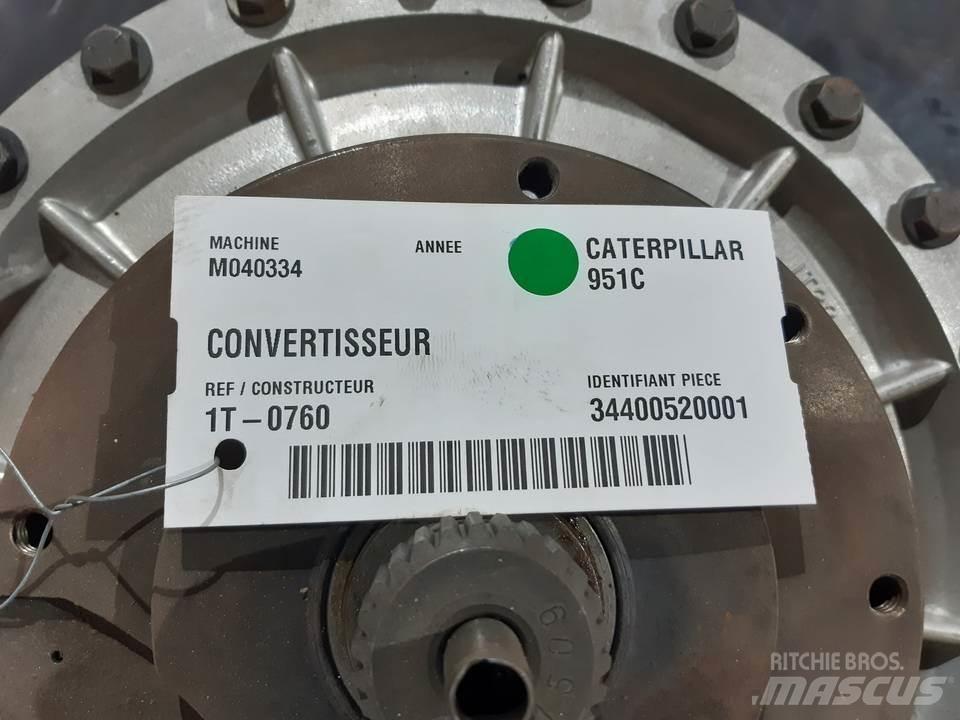 MACHINE
M040334
ANNEE
CATERPILLAR
951C
CONVERTISSEUR
REF / CONSTRUCTEUR
1T-0760
IDENTIFIANT PIECE
34400520001
RITCHIE BROS.
MASCUS